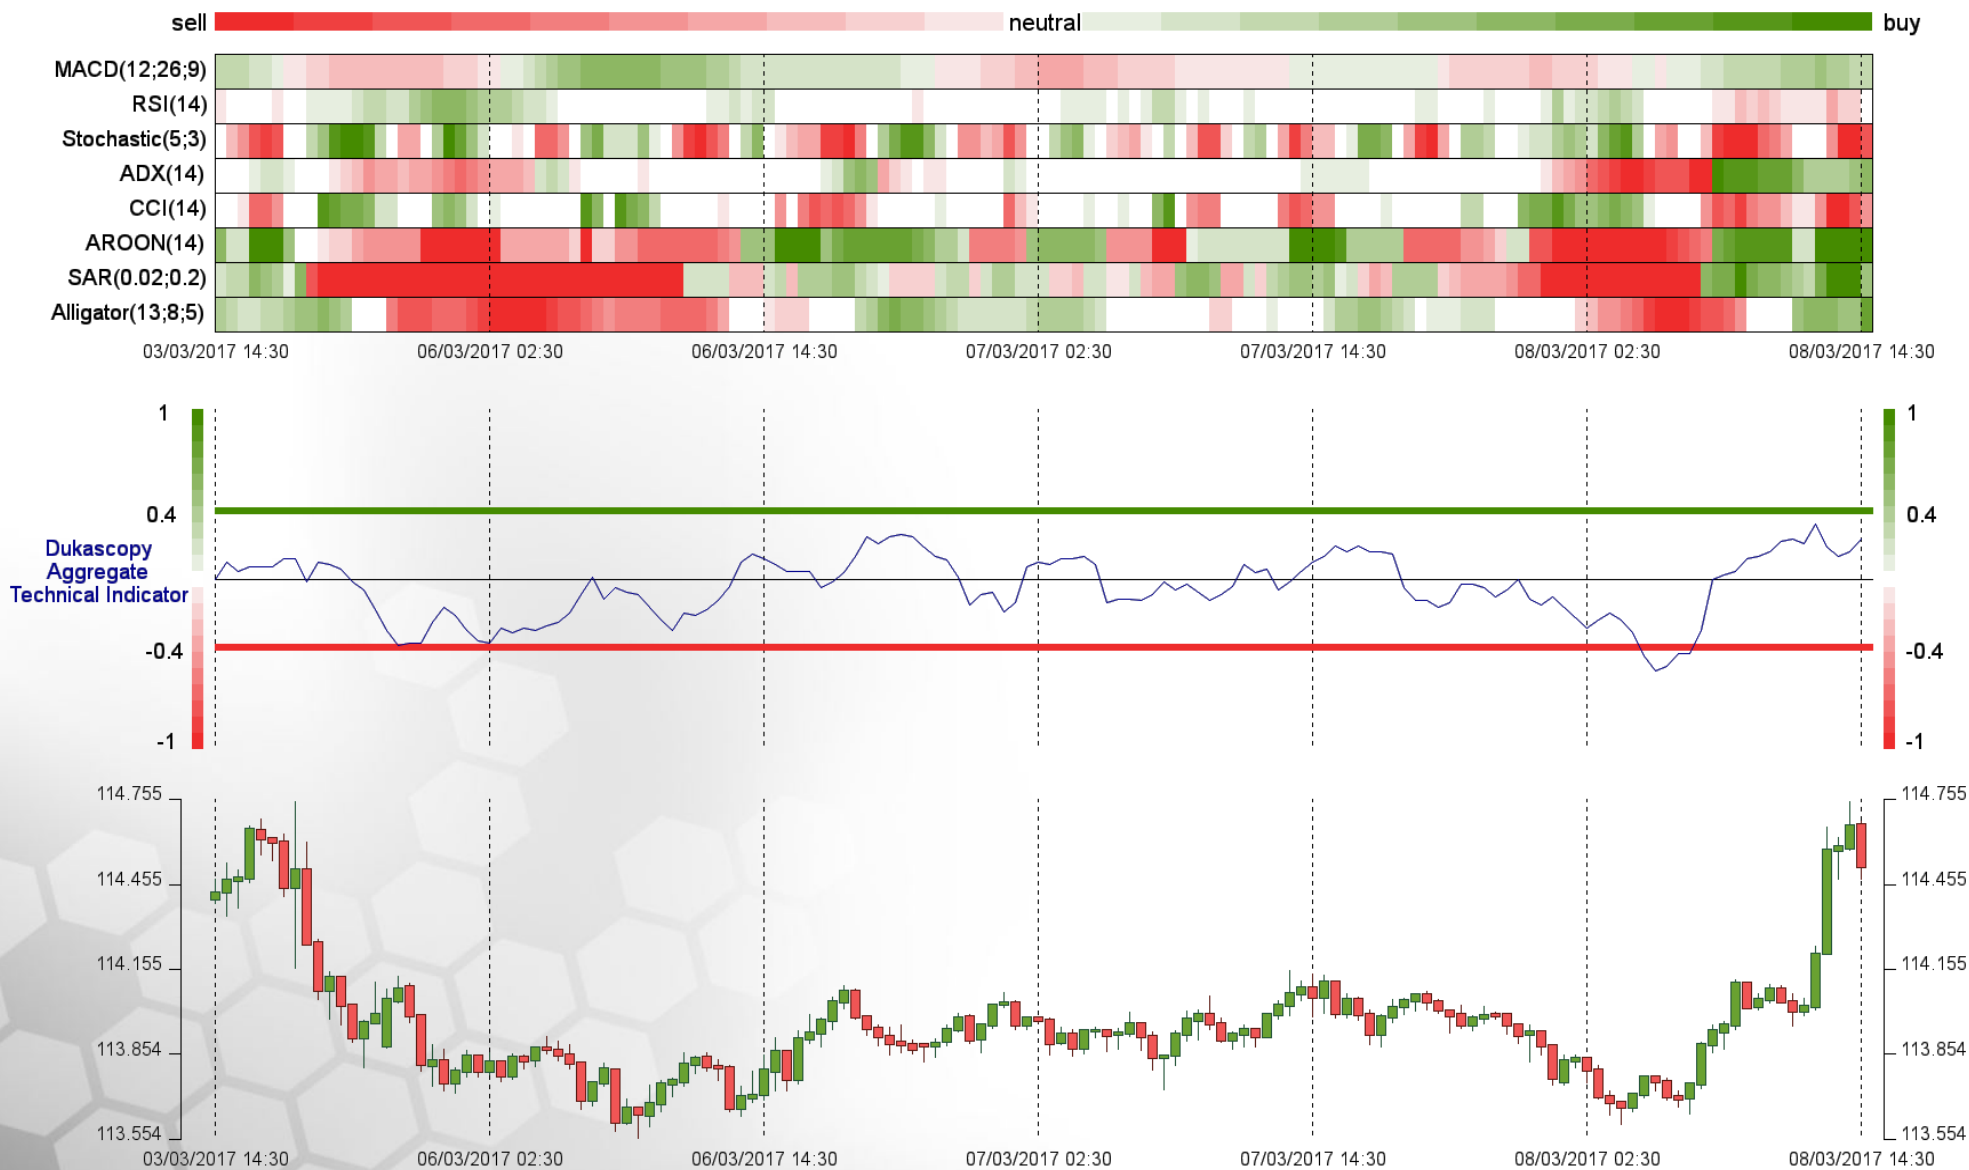 sell neutral buy
MACD(12;26;9)
RSI(14)
Stochastic(5;3)
ADX(14)
CCI(14)
AROON(14)
SAR(0.02;0.2)
Alligator(13;8;5)
03/03/2017 14:30 06/03/2017 02:30 06/03/2017 14:30 07/03/2017 02:30 07/03/2017 14:30 08/03/2017 02:30 08/03/2017 14:30
1 1
0.4 0.4
Dukascopy
Aggregate
Technical Indicator
-0.4 -0.4
-1 -1
114.755 114.755
114.455 114.455
114.155 114.155
113.854 113.854
113.554 113.554
03/03/2017 14:30 06/03/2017 02:30 06/03/2017 14:30 07/03/2017 02:30 07/03/2017 14:30 08/03/2017 02:30 08/03/2017 14:30